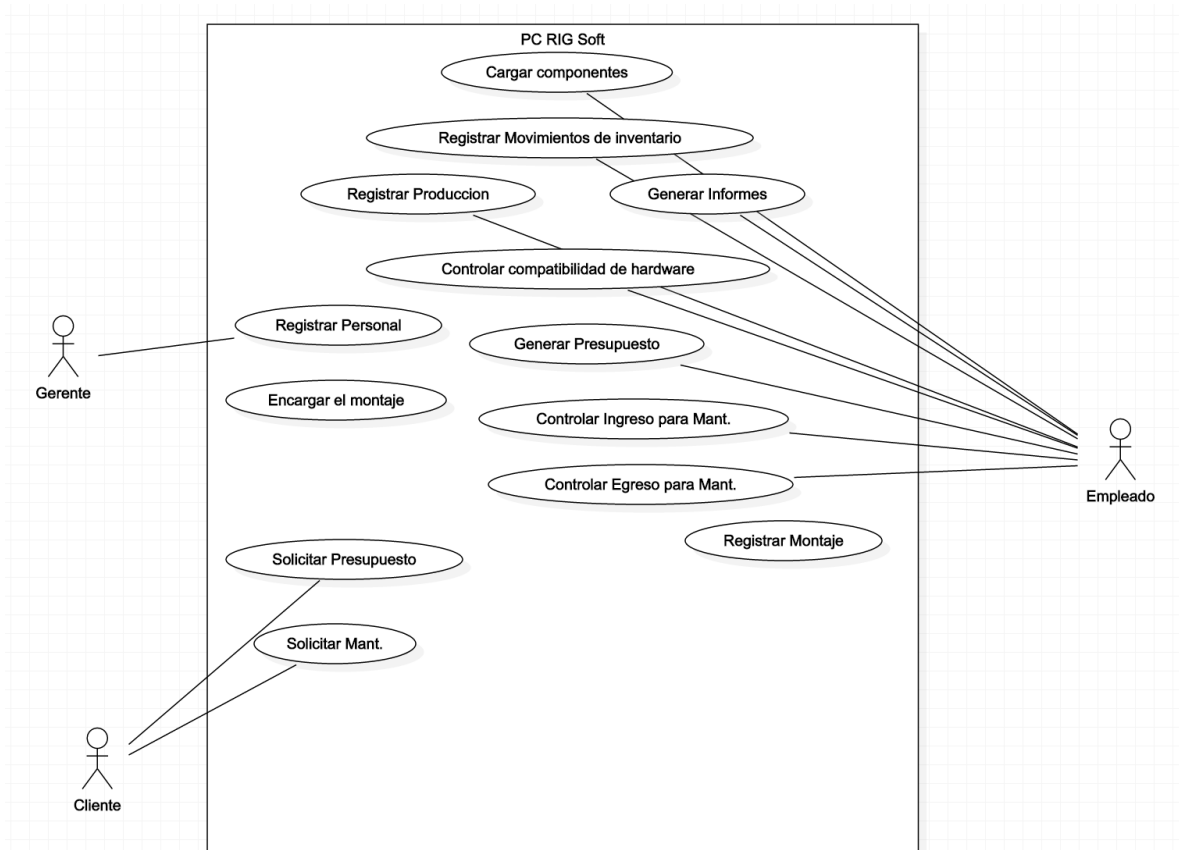 PC RIG Soft
Cargar componentes
Registrar Movimientos de inventario
Registrar Produccion
Generar Informes
Controlar compatibilidad de hardware
Registrar Personal
Generar Presupuesto
Gerente
Encargar el montaje
Controlar Ingreso para Mant.
Controlar Egreso para Mant.
Empleado
Registrar Montaje
Solicitar Presupuesto
Solicitar Mant.
Cliente